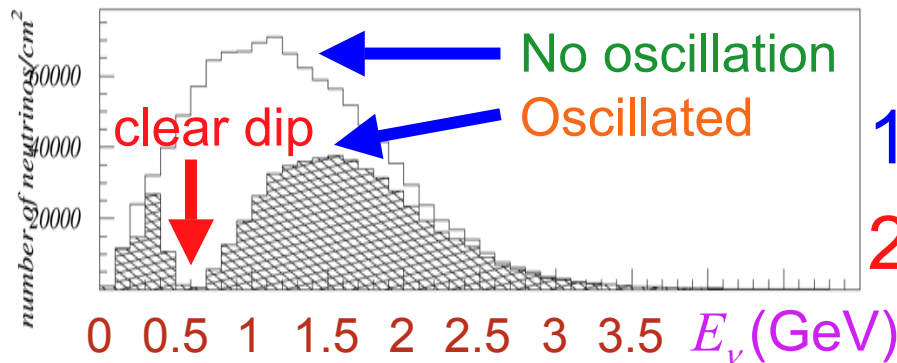 number of neutrinos/cm²
60000
40000
20000
No oscillation
Oscillated
clear dip
1
2
0 0.5 1 1.5 2 2.5 3 3.5 Eν (GeV)